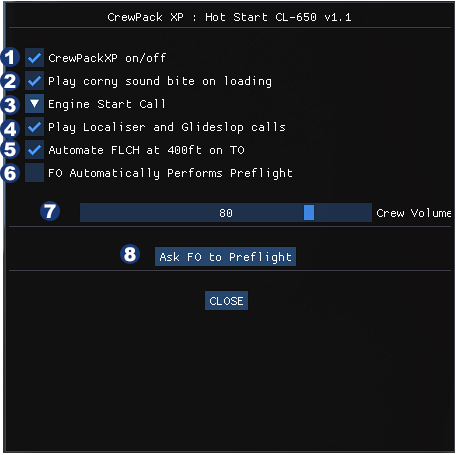 CrewPack XP : Hot Start CL-650 v1.1
1 CrewPackXP on/off
2 Play corny sound bite on loading
3 Engine Start Call
4 Play Localiser and Glideslop calls
5 Automate FLCH at 400ft on TO
6 FO Automatically Performs Preflight
7 80 Crew Volume
8 Ask FO to Preflight
CLOSE